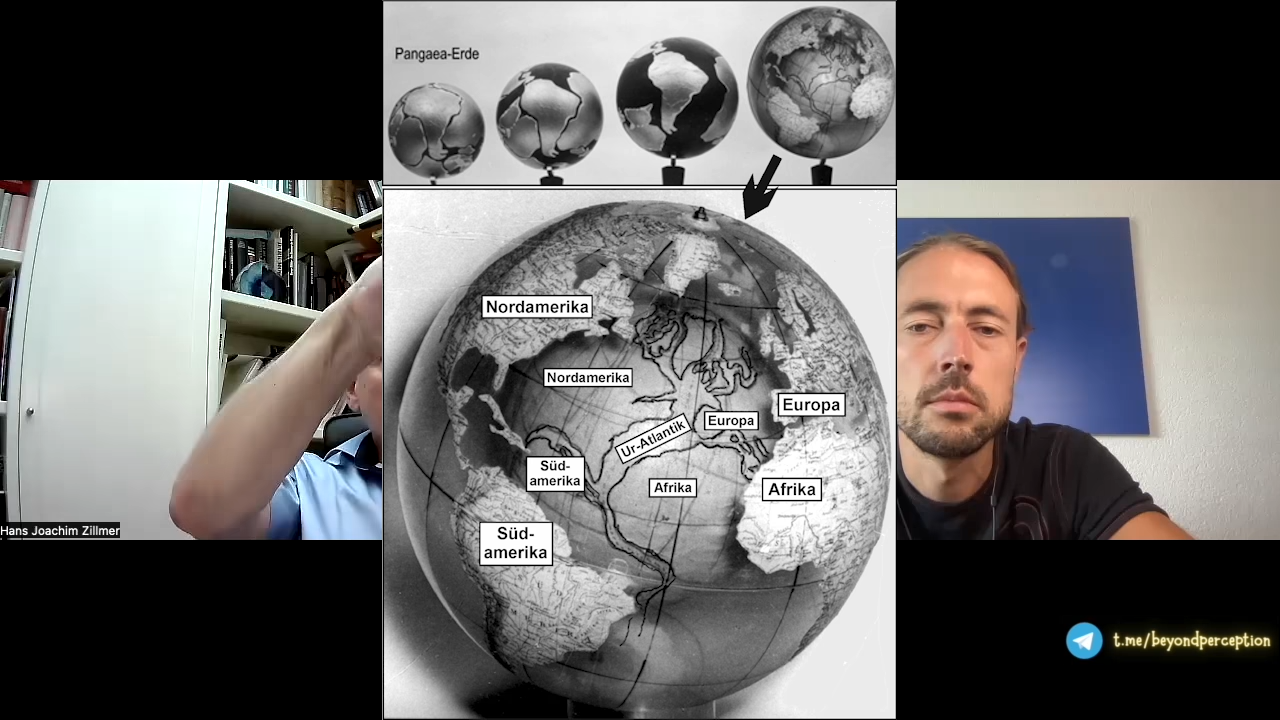 Pangaea-Erde
Nordamerika
Nordamerika
Europa
Europa
Ur-Atlantik
Süd-
amerika
Afrika
Afrika
Süd-
amerika
Hans Joachim Zillmer
t.me/beyondperception